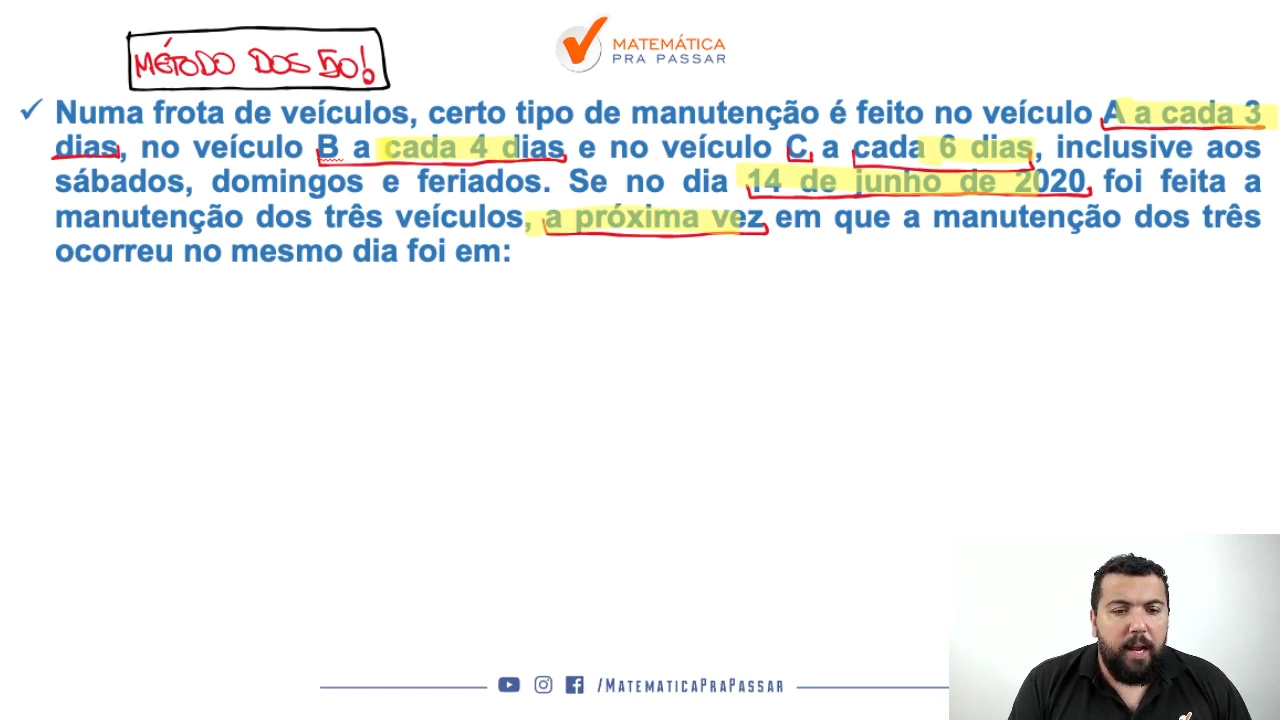 MÉTODO DOS 50!
MATEMÁTICA
PRA PASSAR
✓ Numa frota de veículos, certo tipo de manutenção é feito no veículo A a cada 3
dias, no veículo B a cada 4 dias e no veículo C a cada 6 dias, inclusive aos
sábados, domingos e feriados. Se no dia 14 de junho de 2020, foi feita a
manutenção dos três veículos, a próxima vez em que a manutenção dos três
ocorreu no mesmo dia foi em:
/MATEMATICAPRAPASSAR